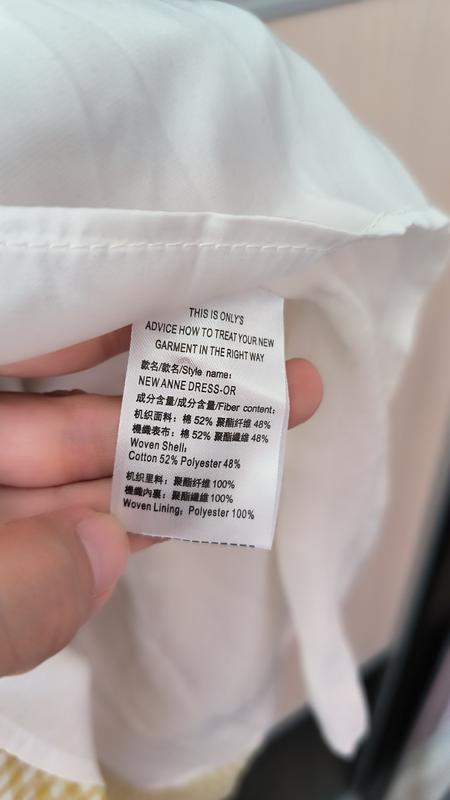 THIS IS ONLY'S
ADVICE HOW TO TREAT YOUR NEW
GARMENT IN THE RIGHT WAY
款名/款名/Style name:
NEW ANNE DRESS-OR
成分含量/成分含量/Fiber content:
机织面料: 棉 52% 聚酯纤维 48%
機織表布: 棉 52% 聚酯纖維 48%
Woven Shell:
Cotton 52% Polyester 48%
机织里料: 聚酯纤维 100%
機織內裏: 聚酯纖維 100%
Woven Lining: Polyester 100%